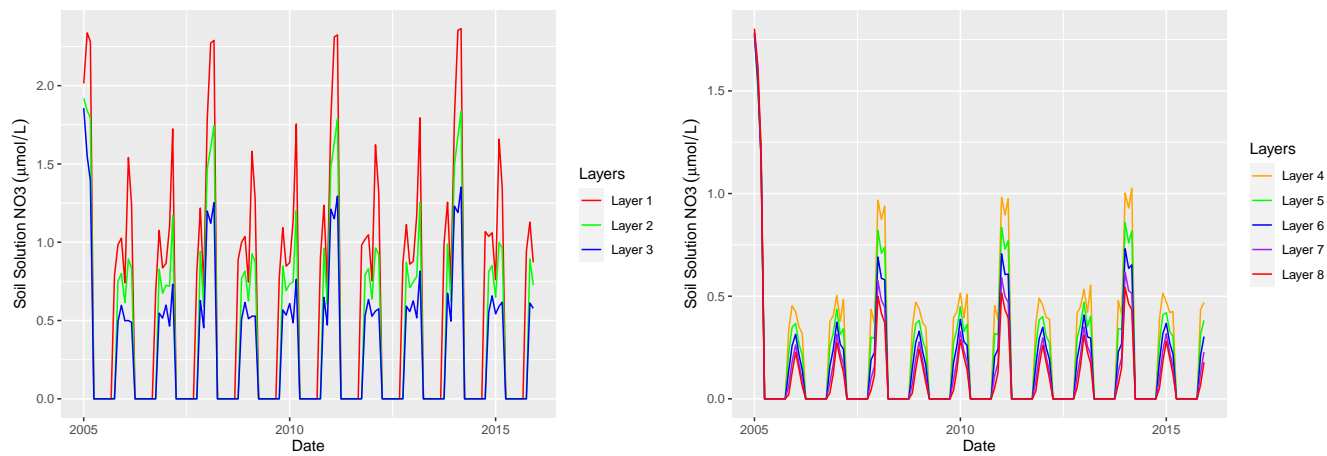 Soil Solution NO3 (μmol/L)
2.0
1.5
1.0
0.5
0.0
2005
2010
2015
Date
Layers
Layer 1
Layer 2
Layer 3
Soil Solution NO3 (μmol/L)
1.5
1.0
0.5
0.0
2005
2010
2015
Date
Layers
Layer 4
Layer 5
Layer 6
Layer 7
Layer 8